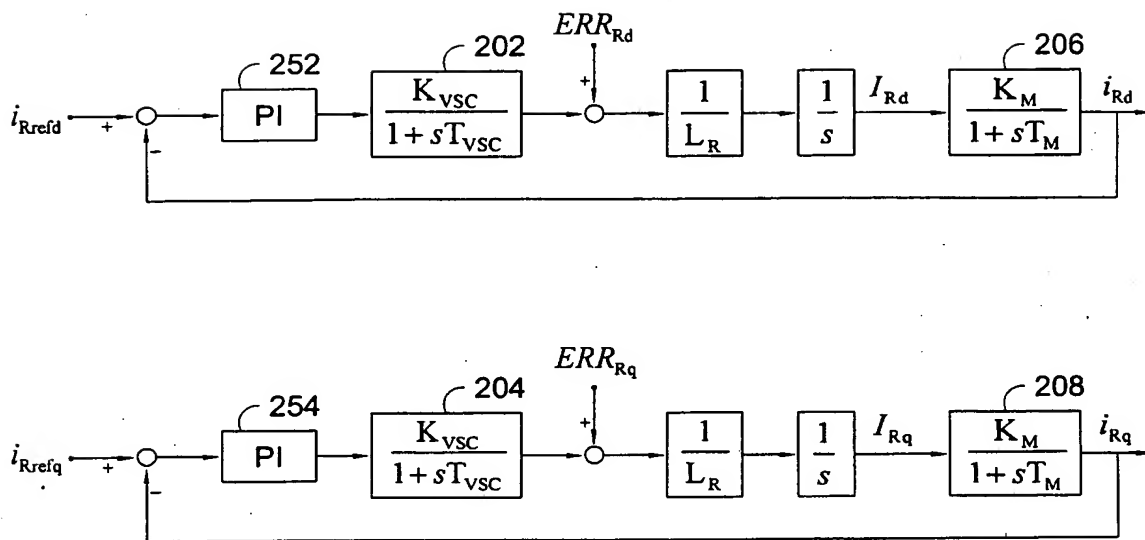 ERR_Rd
252
202
206
i_Rrefd
+
−
PI
K_VSC
1 + sT_VSC
+
1
L_R
1
s
I_Rd
K_M
1 + sT_M
i_Rd
ERR_Rq
254
204
208
i_Rrefq
+
−
PI
K_VSC
1 + sT_VSC
+
1
L_R
1
s
I_Rq
K_M
1 + sT_M
i_Rq